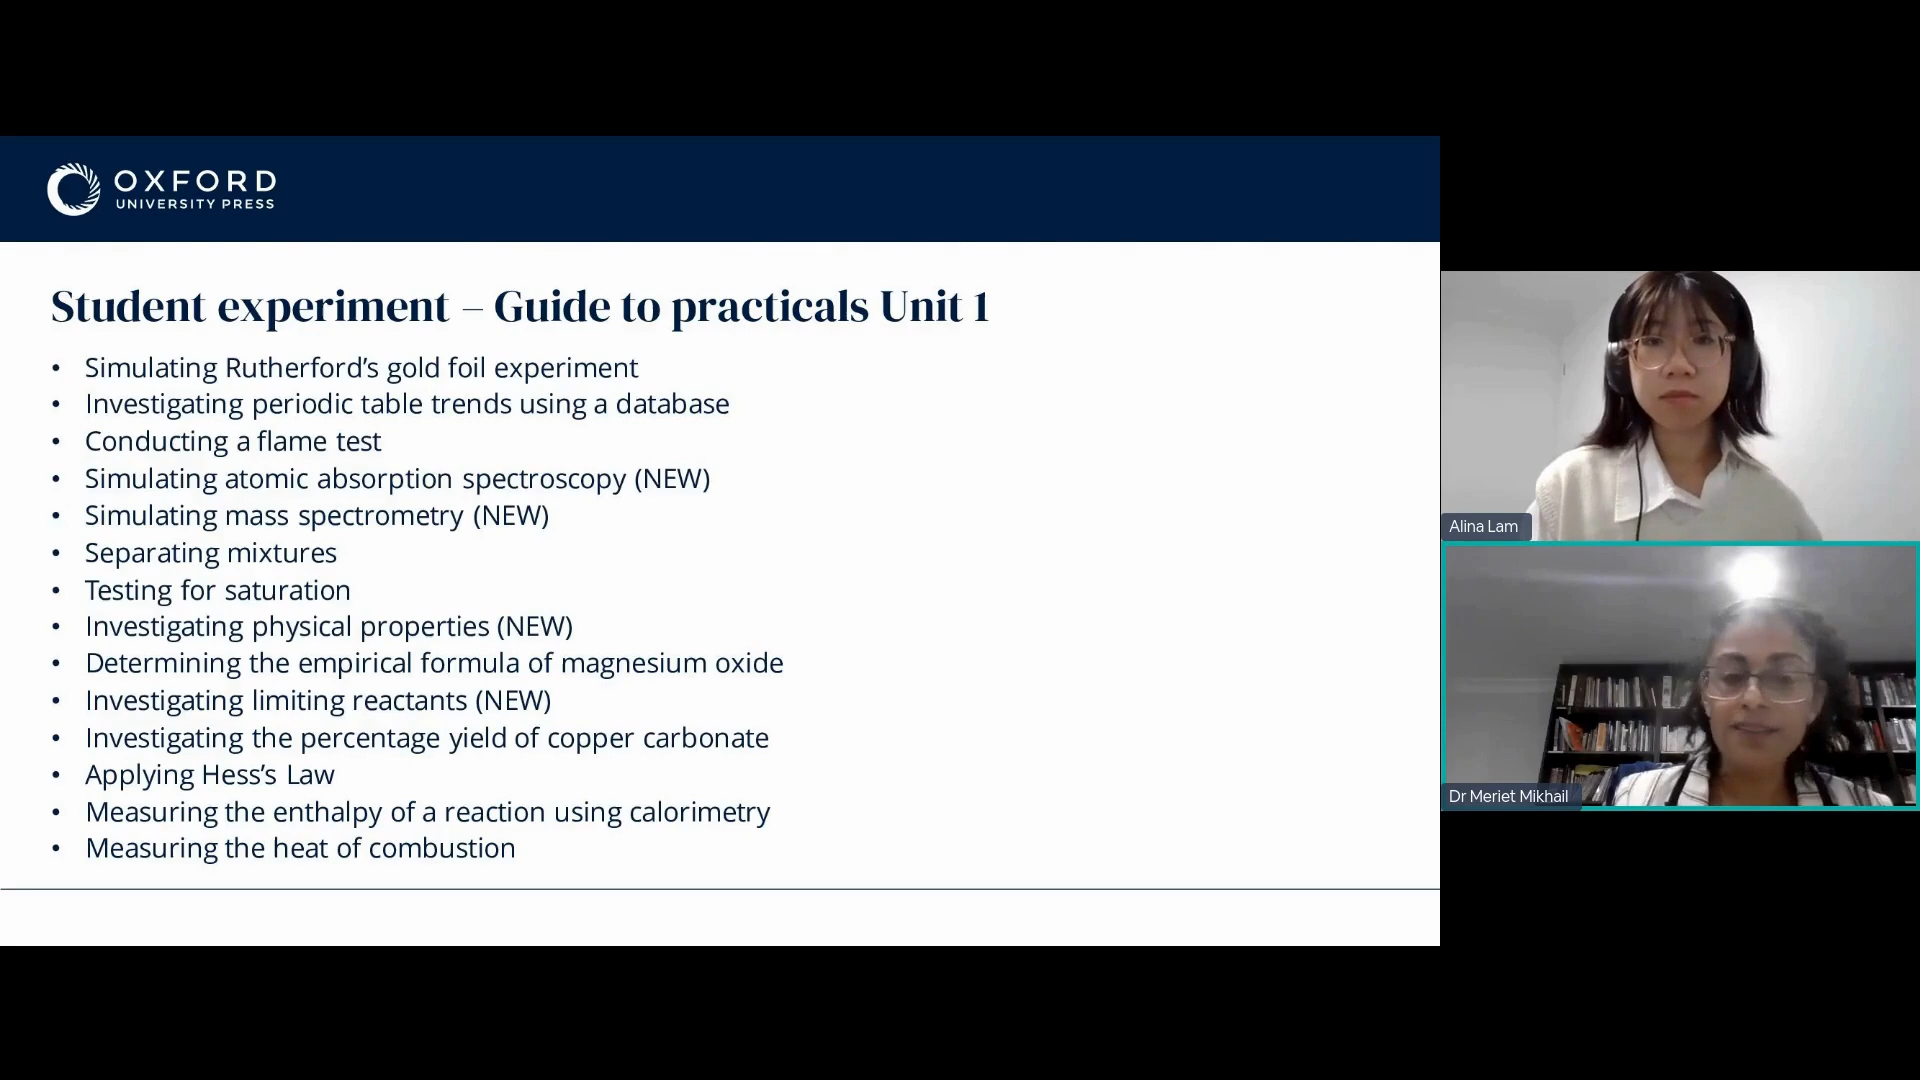 OXFORD
UNIVERSITY PRESS
Student experiment – Guide to practicals Unit 1
• Simulating Rutherford’s gold foil experiment
• Investigating periodic table trends using a database
• Conducting a flame test
• Simulating atomic absorption spectroscopy (NEW)
• Simulating mass spectrometry (NEW)
• Separating mixtures
• Testing for saturation
• Investigating physical properties (NEW)
• Determining the empirical formula of magnesium oxide
• Investigating limiting reactants (NEW)
• Investigating the percentage yield of copper carbonate
• Applying Hess’s Law
• Measuring the enthalpy of a reaction using calorimetry
• Measuring the heat of combustion
Alina Lam
Dr Meriet Mikhail